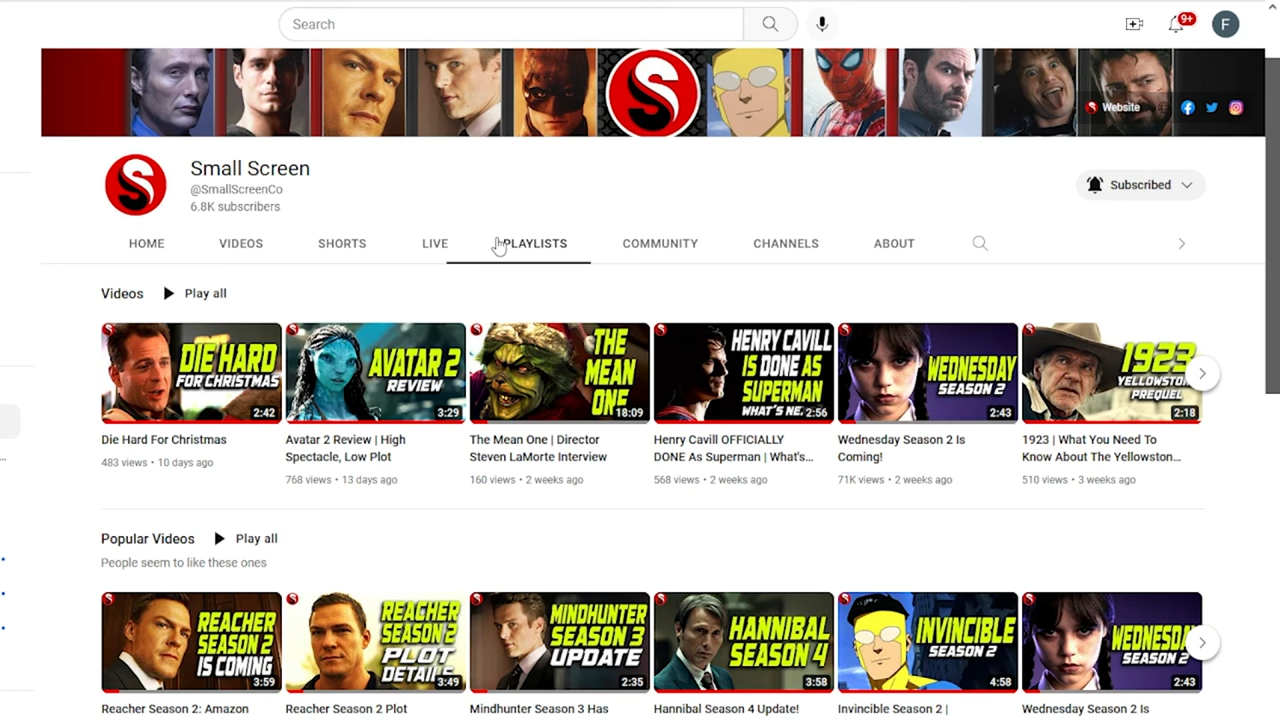 Search
9+
F
Website
Small Screen
@SmallScreenCo
6.8K subscribers
Subscribed
HOME VIDEOS SHORTS LIVE PLAYLISTS COMMUNITY CHANNELS ABOUT
Videos Play all
DIE HARD
FOR CHRISTMAS
2:42
AVATAR 2
REVIEW
3:29
THE
MEAN
ONE
18:09
HENRY CAVILL
IS DONE AS
SUPERMAN
WHAT'S NE
2:56
WEDNESDAY
SEASON 2
2:43
1923
YELLOWSTON
PREQUEL
2:18
Die Hard For Christmas
483 views • 10 days ago
Avatar 2 Review | High
Spectacle, Low Plot
768 views • 13 days ago
The Mean One | Director
Steven LaMorte Interview
160 views • 2 weeks ago
Henry Cavill OFFICIALLY
DONE As Superman | What's...
568 views • 2 weeks ago
Wednesday Season 2 Is
Coming!
71K views • 2 weeks ago
1923 | What You Need To
Know About The Yellowston...
510 views • 3 weeks ago
Popular Videos Play all
People seem to like these ones
REACHER
SEASON 2
IS COMING
3:59
REACHER
SEASON 2
PLOT
DETAIL
3:49
MINDHUNTER
SEASON 3
UPDATE
2:35
HANNIBAL
SEASON 4
3:58
INVINCIBLE
SEASON 2
4:58
WEDNESDA
SEASON 2
2:43
Reacher Season 2: Amazon
Reacher Season 2 Plot
Mindhunter Season 3 Has
Hannibal Season 4 Update!
Invincible Season 2 |
Wednesday Season 2 Is